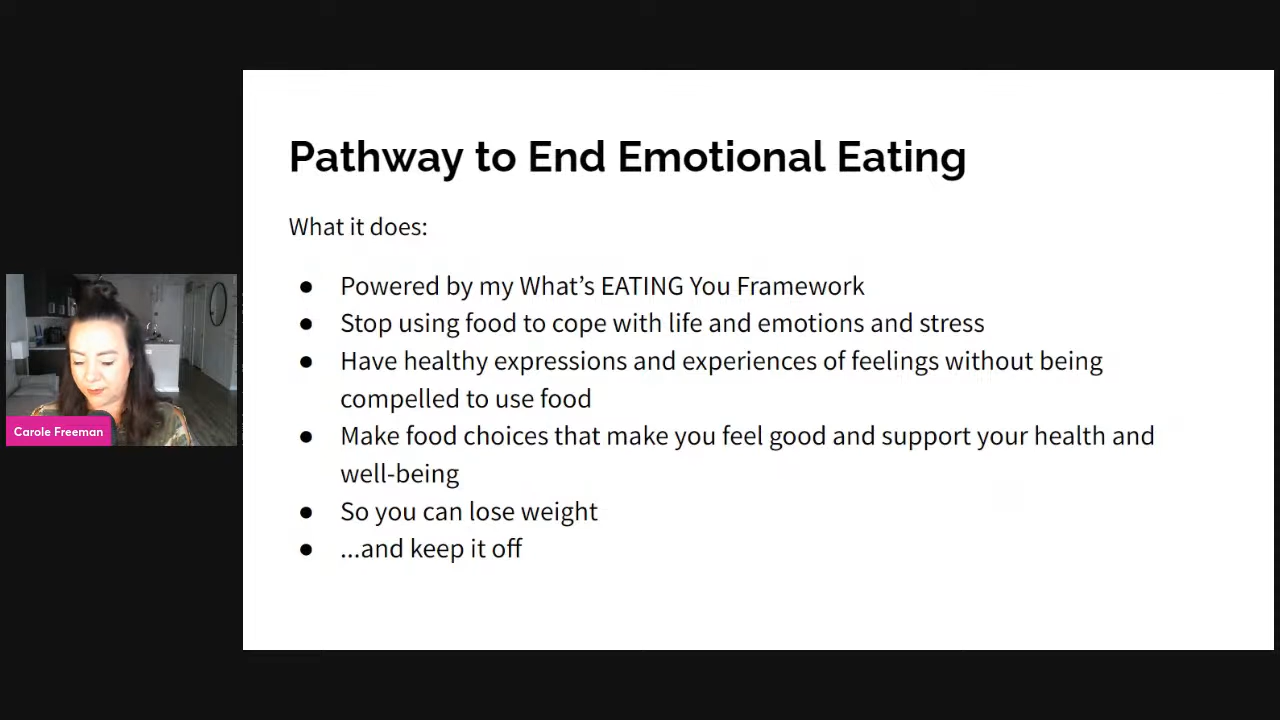 Pathway to End Emotional Eating
What it does:
● Powered by my What's EATING You Framework
● Stop using food to cope with life and emotions and stress
● Have healthy expressions and experiences of feelings without being
compelled to use food
● Make food choices that make you feel good and support your health and
well-being
● So you can lose weight
● ...and keep it off
Carole Freeman